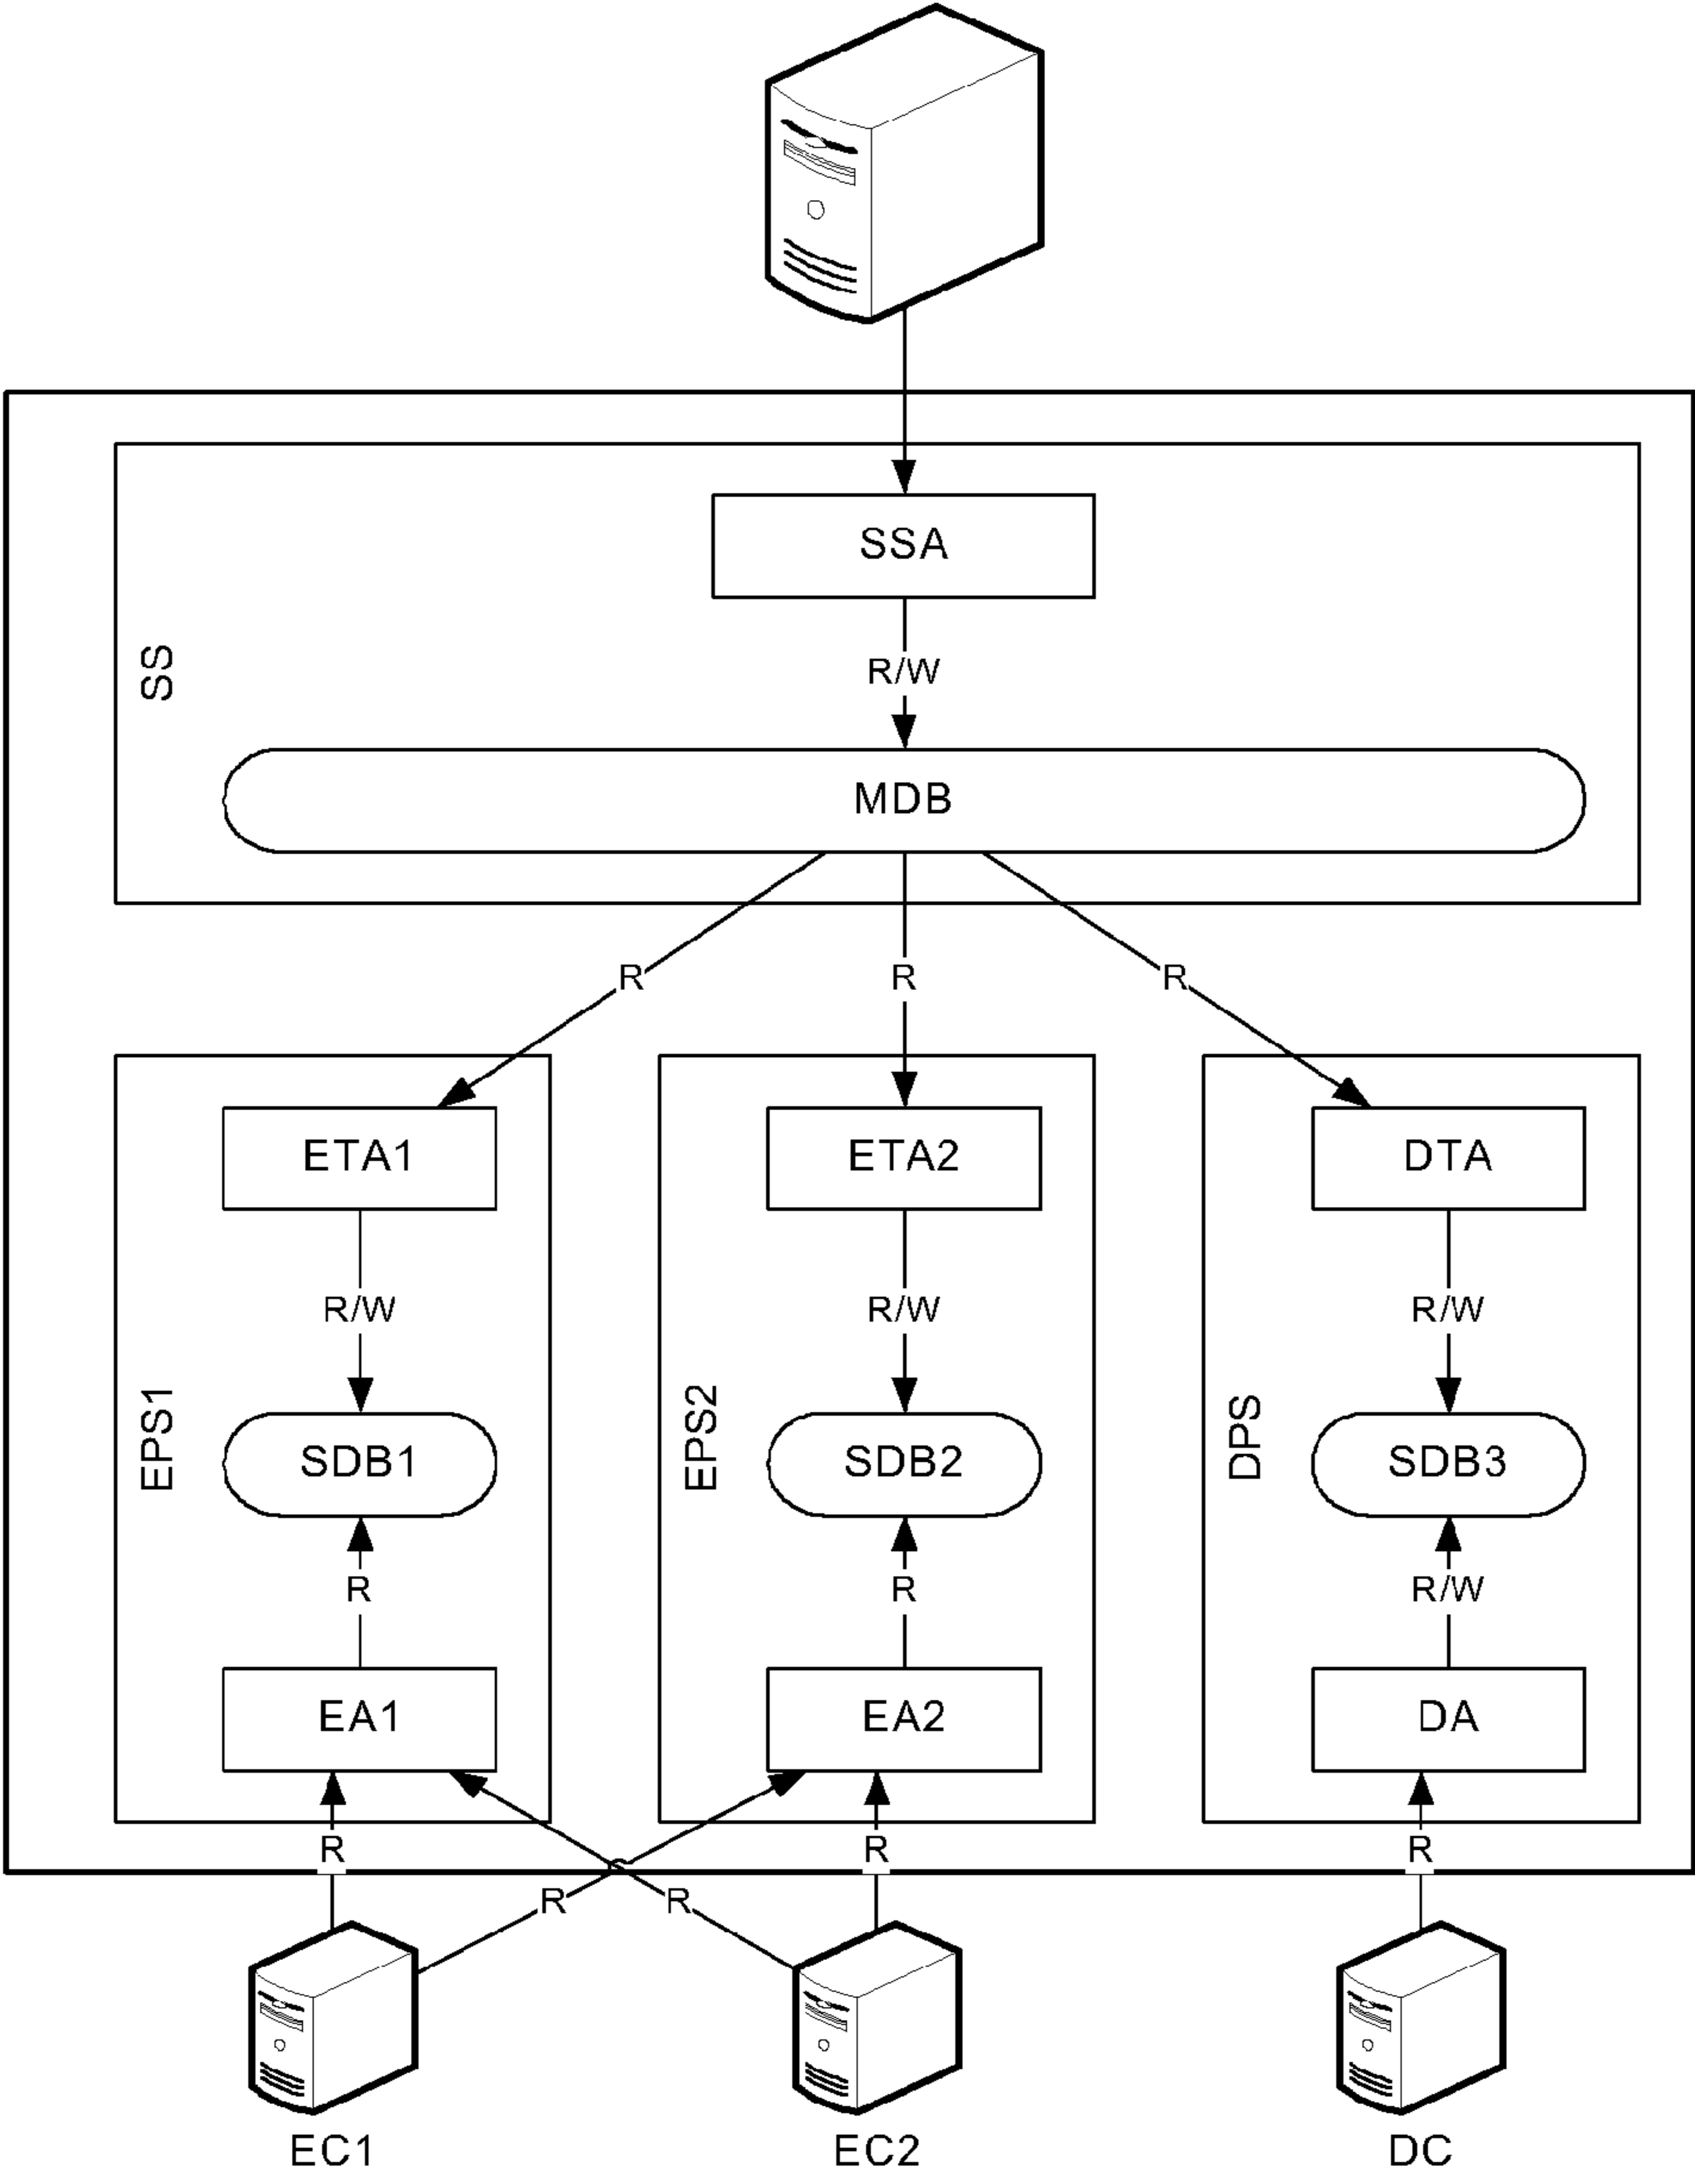 SSA
R/W
SS
MDB
R R R
ETA1 ETA2 DTA
R/W R/W R/W
EPS1 EPS2 DPS
SDB1 SDB2 SDB3
R R R/W
EA1 EA2 DA
R R R
R R
EC1 EC2 DC